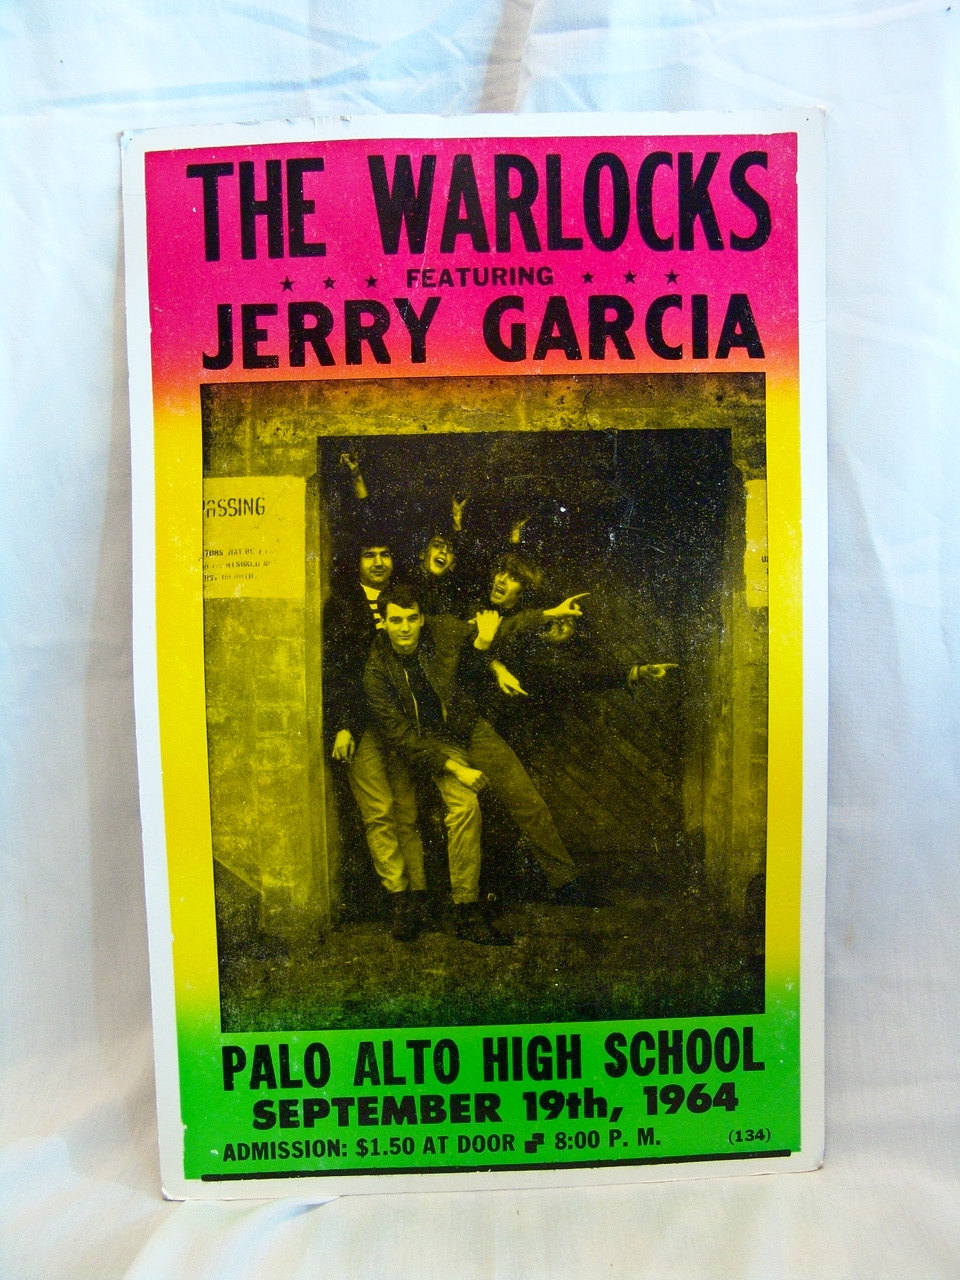 THE WARLOCKS
FEATURING
JERRY GARCIA
ASSING
PALO ALTO HIGH SCHOOL
SEPTEMBER 19th, 1964
ADMISSION: $1.50 AT DOOR 8:00 P. M. (134)